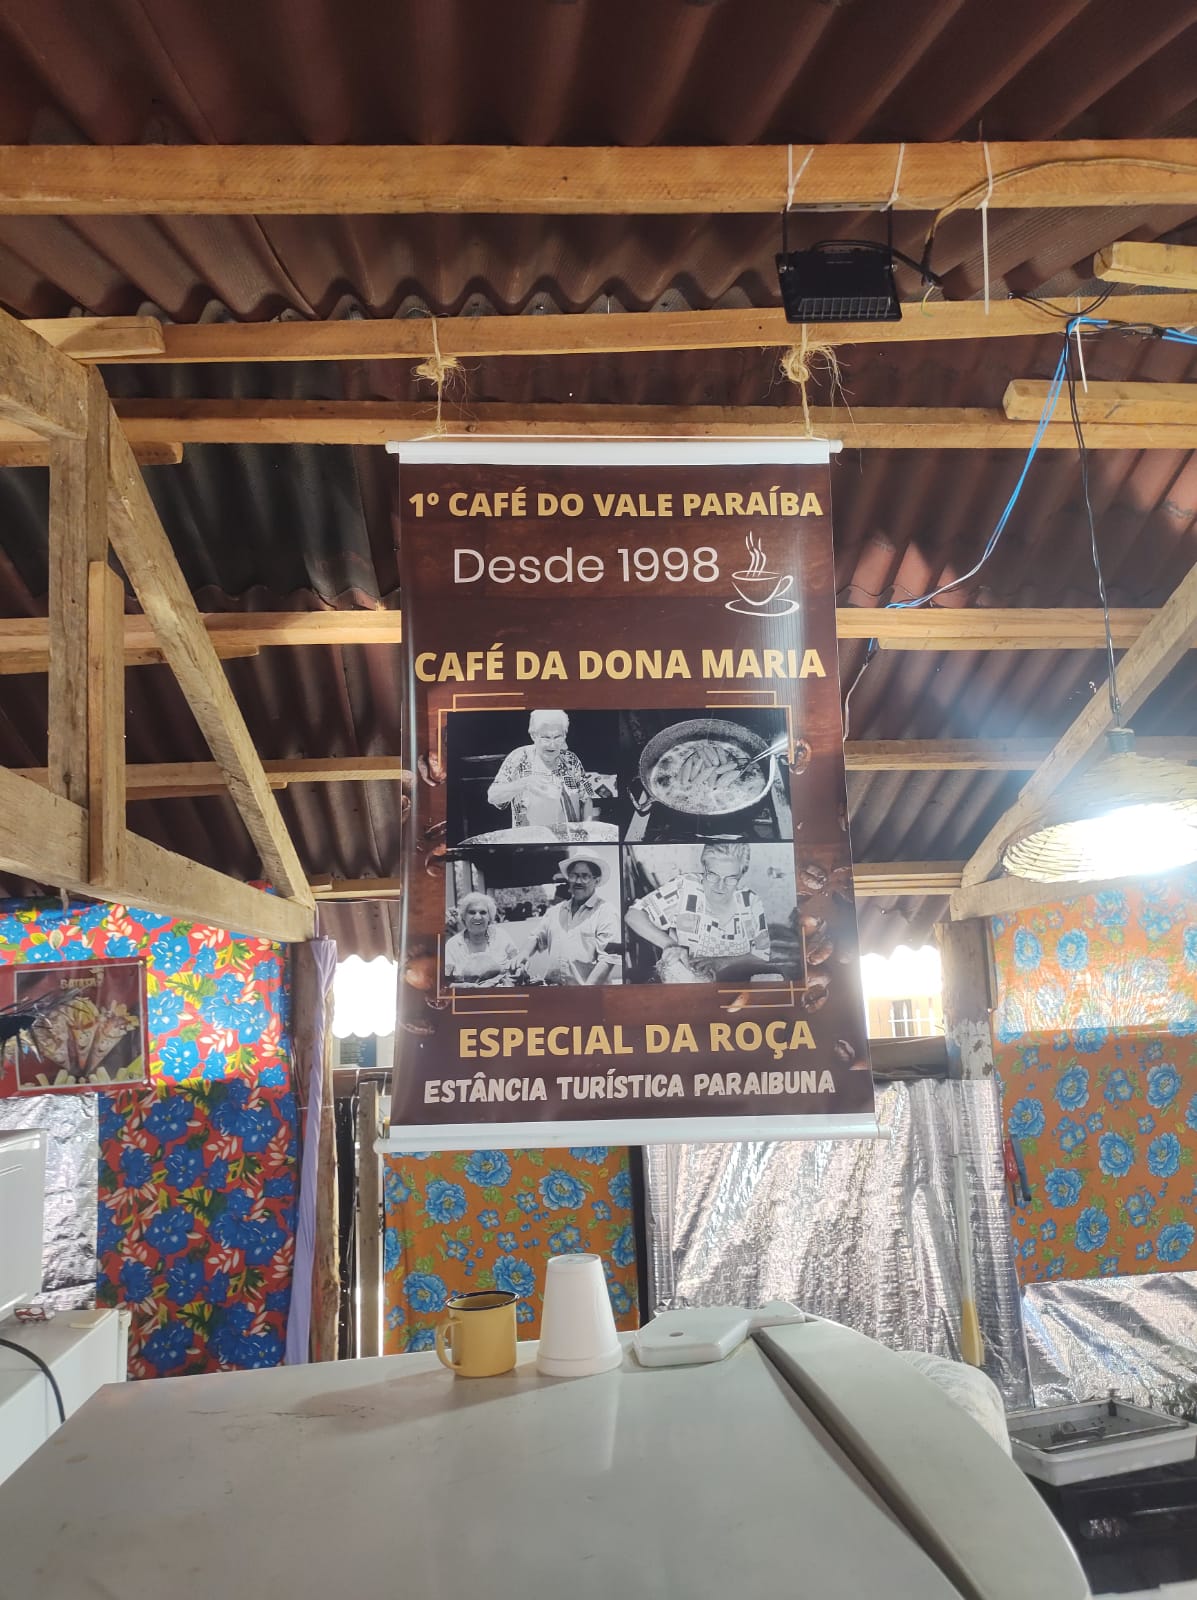 1º CAFÉ DO VALE PARAÍBA
Desde 1998
CAFÉ DA DONA MARIA
ESPECIAL DA ROÇA
ESTÂNCIA TURÍSTICA PARAIBUNA